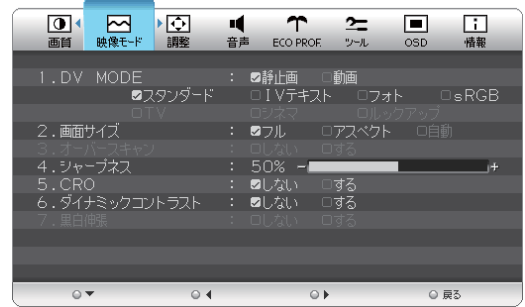 画質 映像モード 調整 音声 ECO PROF. ツール OSD 情報
1.DV MODE : ☑静止画 □動画
☑スタンダード □IVテキスト □フォト □sRGB
□TV □シネマ □ルックアップ
2.画面サイズ : ☑フル □アスペクト □自動
3.オーバースキャン : □しない □する
4.シャープネス : 50% - +
5.CRO : ☑しない □する
6.ダイナミックコントラスト : ☑しない □する
7.黒白伸張 : □しない □する
戻る